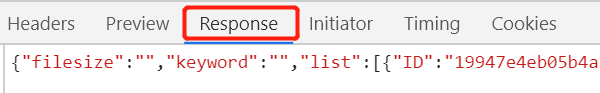 Headers Preview Response Initiator Timing Cookies
{"filesize":"","keyword":"","list":[{"ID":"19947e4eb05b4a